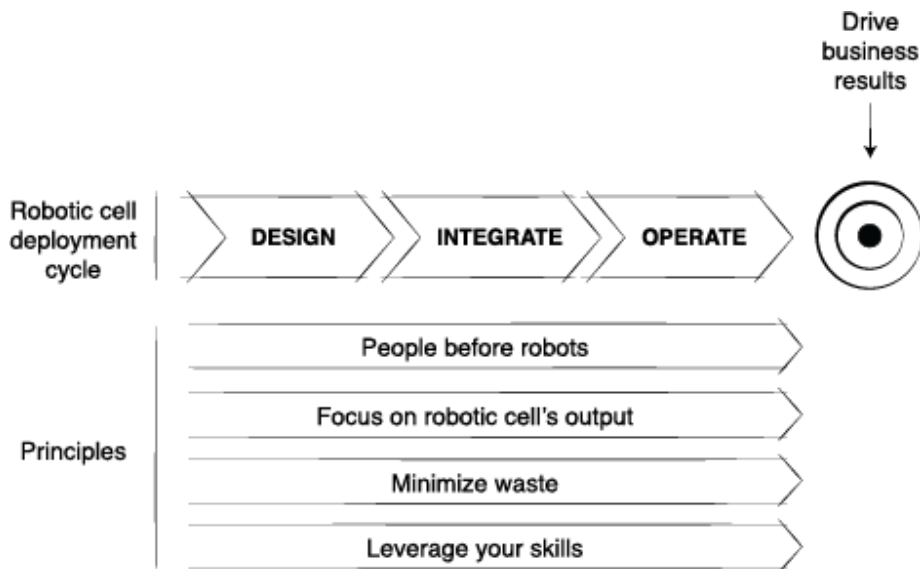 Drive
business
results
Robotic cell
deployment
cycle
DESIGN
INTEGRATE
OPERATE
Principles
People before robots
Focus on robotic cell's output
Minimize waste
Leverage your skills